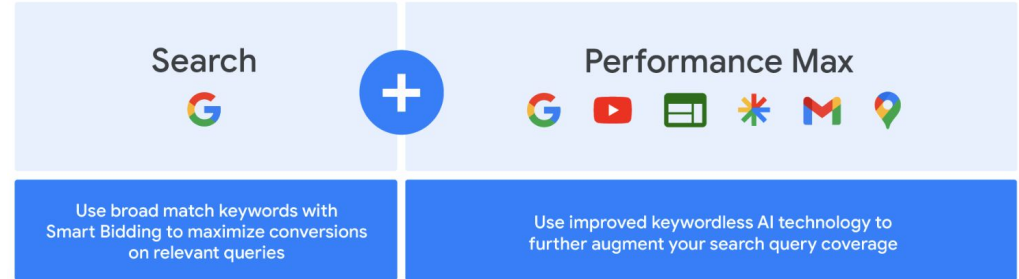 Search
Performance Max
Use broad match keywords with
Smart Bidding to maximize conversions
on relevant queries
Use improved keywordless AI technology to
further augment your search query coverage